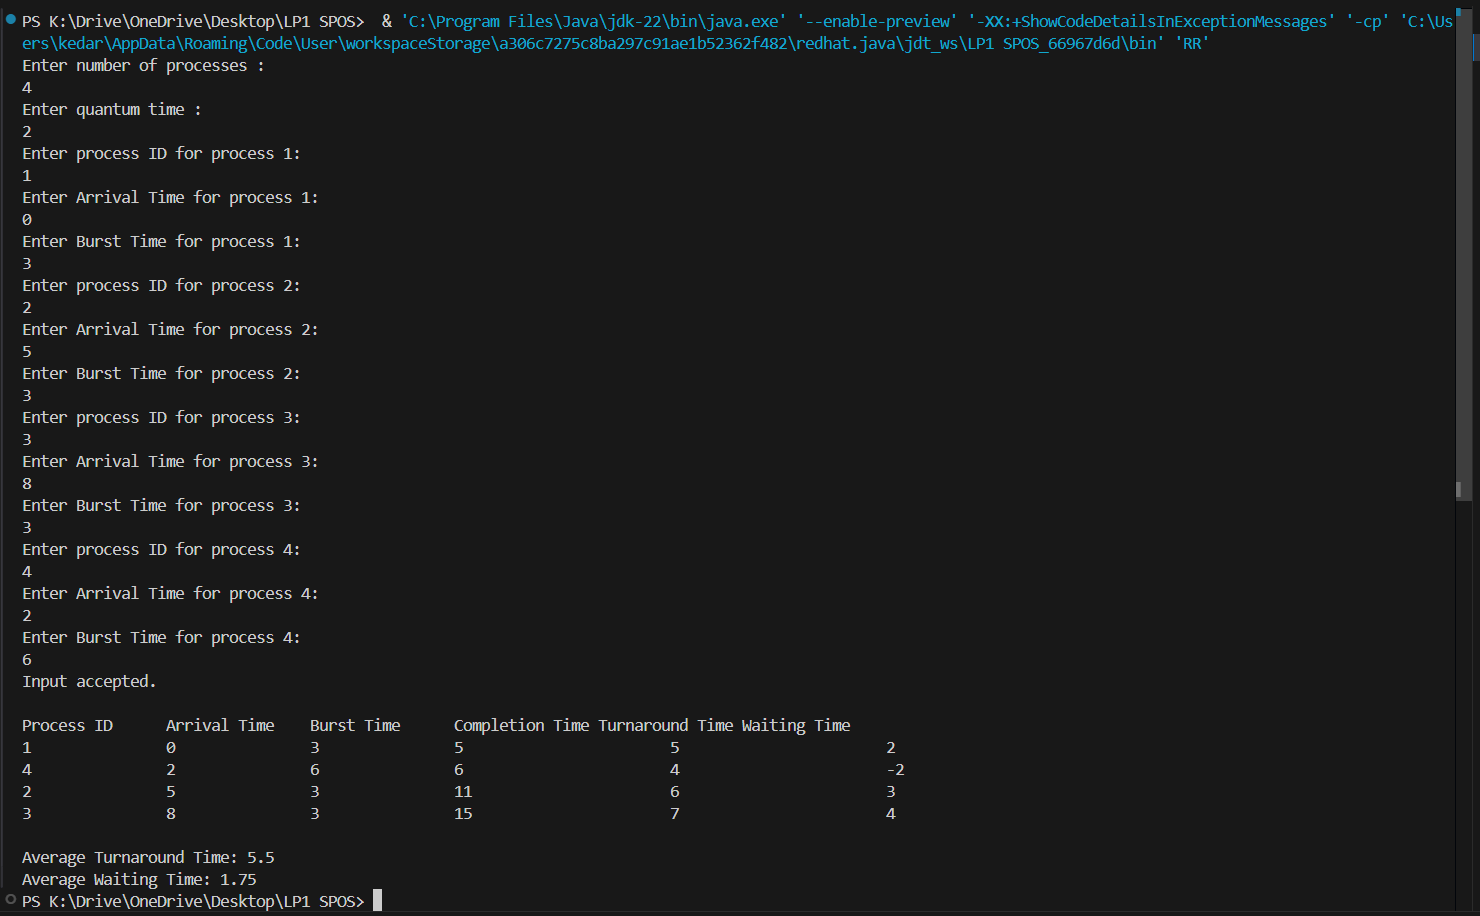 PS K:\Drive\OneDrive\Desktop\LP1 SPOS>  & 'C:\Program Files\Java\jdk-22\bin\java.exe' '--enable-preview' '-XX:+ShowCodeDetailsInExceptionMessages' '-cp' 'C:\Us
ers\kedar\AppData\Roaming\Code\User\workspaceStorage\a306c7275c8ba297c91ae1b52362f482\redhat.java\jdt_ws\LP1 SPOS_66967d6d\bin' 'RR'
Enter number of processes :
4
Enter quantum time :
2
Enter process ID for process 1:
1
Enter Arrival Time for process 1:
0
Enter Burst Time for process 1:
3
Enter process ID for process 2:
2
Enter Arrival Time for process 2:
5
Enter Burst Time for process 2:
3
Enter process ID for process 3:
3
Enter Arrival Time for process 3:
8
Enter Burst Time for process 3:
3
Enter process ID for process 4:
4
Enter Arrival Time for process 4:
2
Enter Burst Time for process 4:
6
Input accepted.

Process ID      Arrival Time    Burst Time      Completion Time Turnaround Time Waiting Time
1               0               3               5                       5                       2
4               2               6               6                       4                       -2
2               5               3               11                      6                       3
3               8               3               15                      7                       4

Average Turnaround Time: 5.5
Average Waiting Time: 1.75
PS K:\Drive\OneDrive\Desktop\LP1 SPOS>